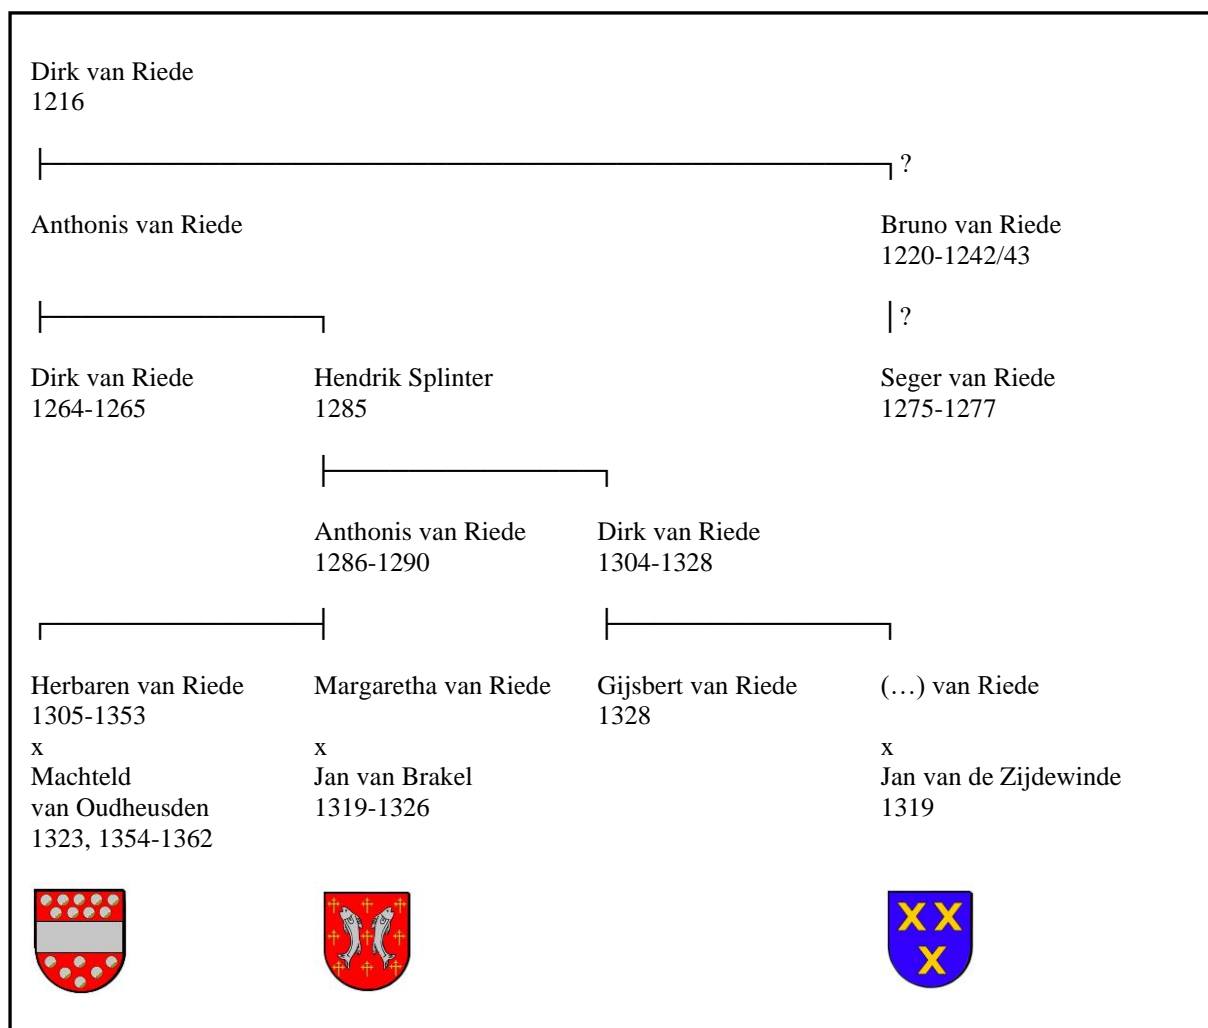 Dirk van Riede
1216
?
Anthonis van Riede
Bruno van Riede
1220-1242/43
?
Dirk van Riede
1264-1265
Hendrik Splinter
1285
Seger van Riede
1275-1277
Anthonis van Riede
1286-1290
Dirk van Riede
1304-1328
Herbaren van Riede
1305-1353
x
Machteld
van Oudheusden
1323, 1354-1362
Margaretha van Riede
x
Jan van Brakel
1319-1326
Gijsbert van Riede
1328
(…) van Riede
x
Jan van de Zijdewinde
1319